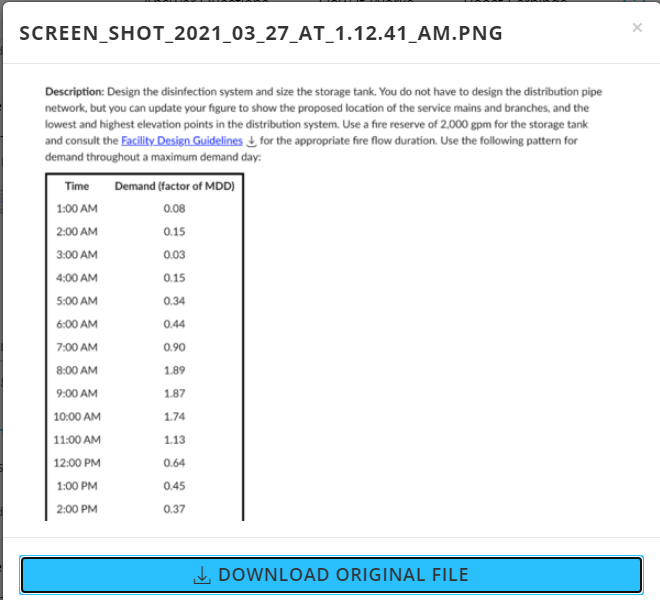 SCREEN_SHOT_2021_03_27_AT_1.12.41_AM.PNG
×
Description: Design the disinfection system and size the storage tank. You do not have to design the distribution pipe
network, but you can update your figure to show the proposed location of the service mains and branches, and the
lowest and highest elevation points in the distribution system. Use a fire reserve of 2,000 gpm for the storage tank
and consult the Facility Design Guidelines for the appropriate fire flow duration. Use the following pattern for
demand throughout a maximum demand day:
Time Demand (factor of MDD)
1:00 AM 0.08
2:00 AM 0.15
3:00 AM 0.03
4:00 AM 0.15
5:00 AM 0.34
6:00 AM 0.44
7:00 AM 0.90
8:00 AM 1.89
9:00 AM 1.87
10:00 AM 1.74
11:00 AM 1.13
12:00 PM 0.64
1:00 PM 0.45
2:00 PM 0.37
DOWNLOAD ORIGINAL FILE